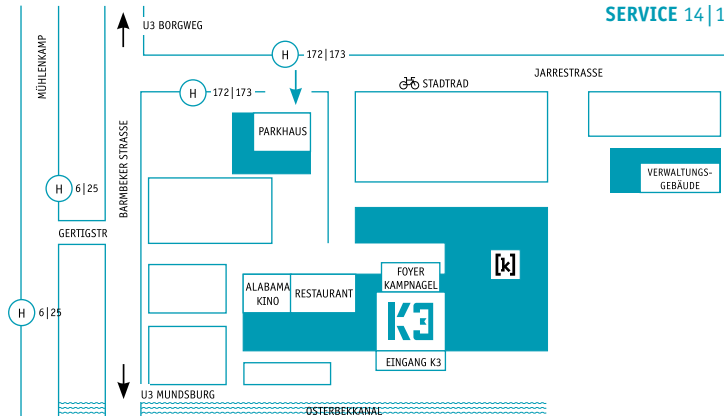 SERVICE 14|1
U3 BORGWEG
MÜHLENKAMP
H 172|173
JARRESTRASSE
STADTRAD
H 172|173
PARKHAUS
BARMBEKER STRASSE
VERWALTUNGS-
GEBÄUDE
H 6|25
GERTIGSTR
[k]
FOYER
KAMPNAGEL
ALABAMA
KINO
RESTAURANT
K3
H 6|25
EINGANG K3
U3 MUNDSBURG
OSTERBEKKANAL